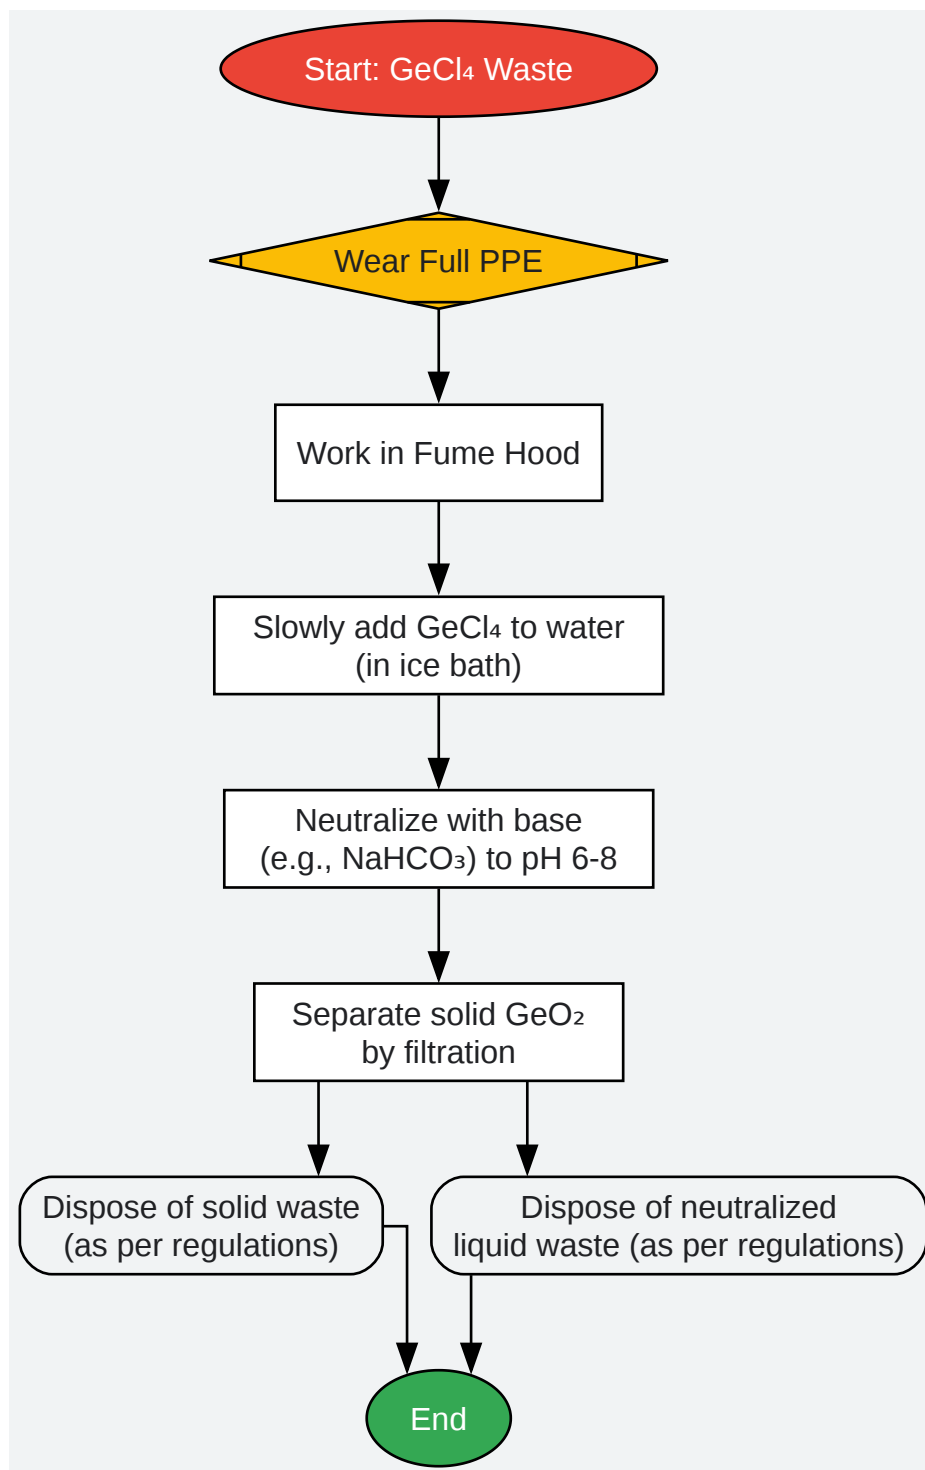 Start: GeCl₄ Waste
Wear Full PPE
Work in Fume Hood
Slowly add GeCl₄ to water
(in ice bath)
Neutralize with base
(e.g., NaHCO₃) to pH 6-8
Separate solid GeO₂
by filtration
Dispose of solid waste
(as per regulations)
Dispose of neutralized
liquid waste (as per regulations)
End